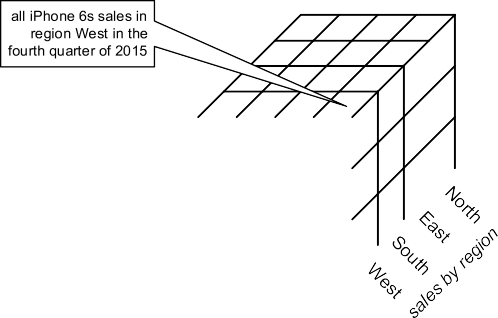 all iPhone 6s sales in
region West in the
fourth quarter of 2015
North
East
South
West
sales by region